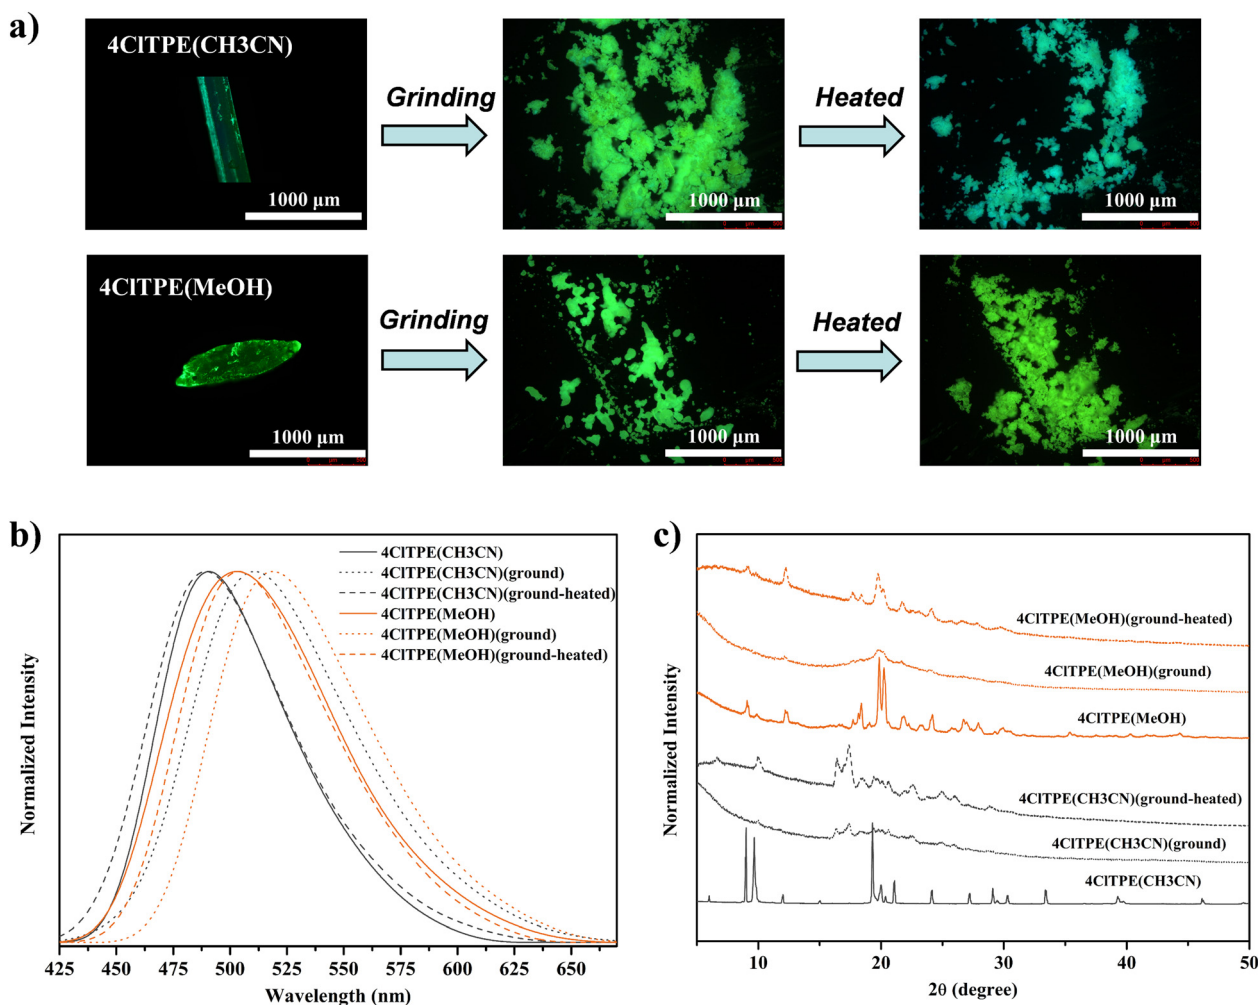 a)
4ClTPE(CH3CN)
Grinding
Heated
1000 μm
1000 μm
1000 μm
4ClTPE(MeOH)
Grinding
Heated
1000 μm
1000 μm
1000 μm
b)
4ClTPE(CH3CN)
4ClTPE(CH3CN)(ground)
4ClTPE(CH3CN)(ground-heated)
4ClTPE(MeOH)
4ClTPE(MeOH)(ground)
4ClTPE(MeOH)(ground-heated)
Normalized Intensity
425 450 475 500 525 550 575 600 625 650
Wavelength (nm)
c)
4ClTPE(MeOH)(ground-heated)
4ClTPE(MeOH)(ground)
4ClTPE(MeOH)
4ClTPE(CH3CN)(ground-heated)
4ClTPE(CH3CN)(ground)
4ClTPE(CH3CN)
Normalized Intensity
10 20 30 40 50
2θ (degree)